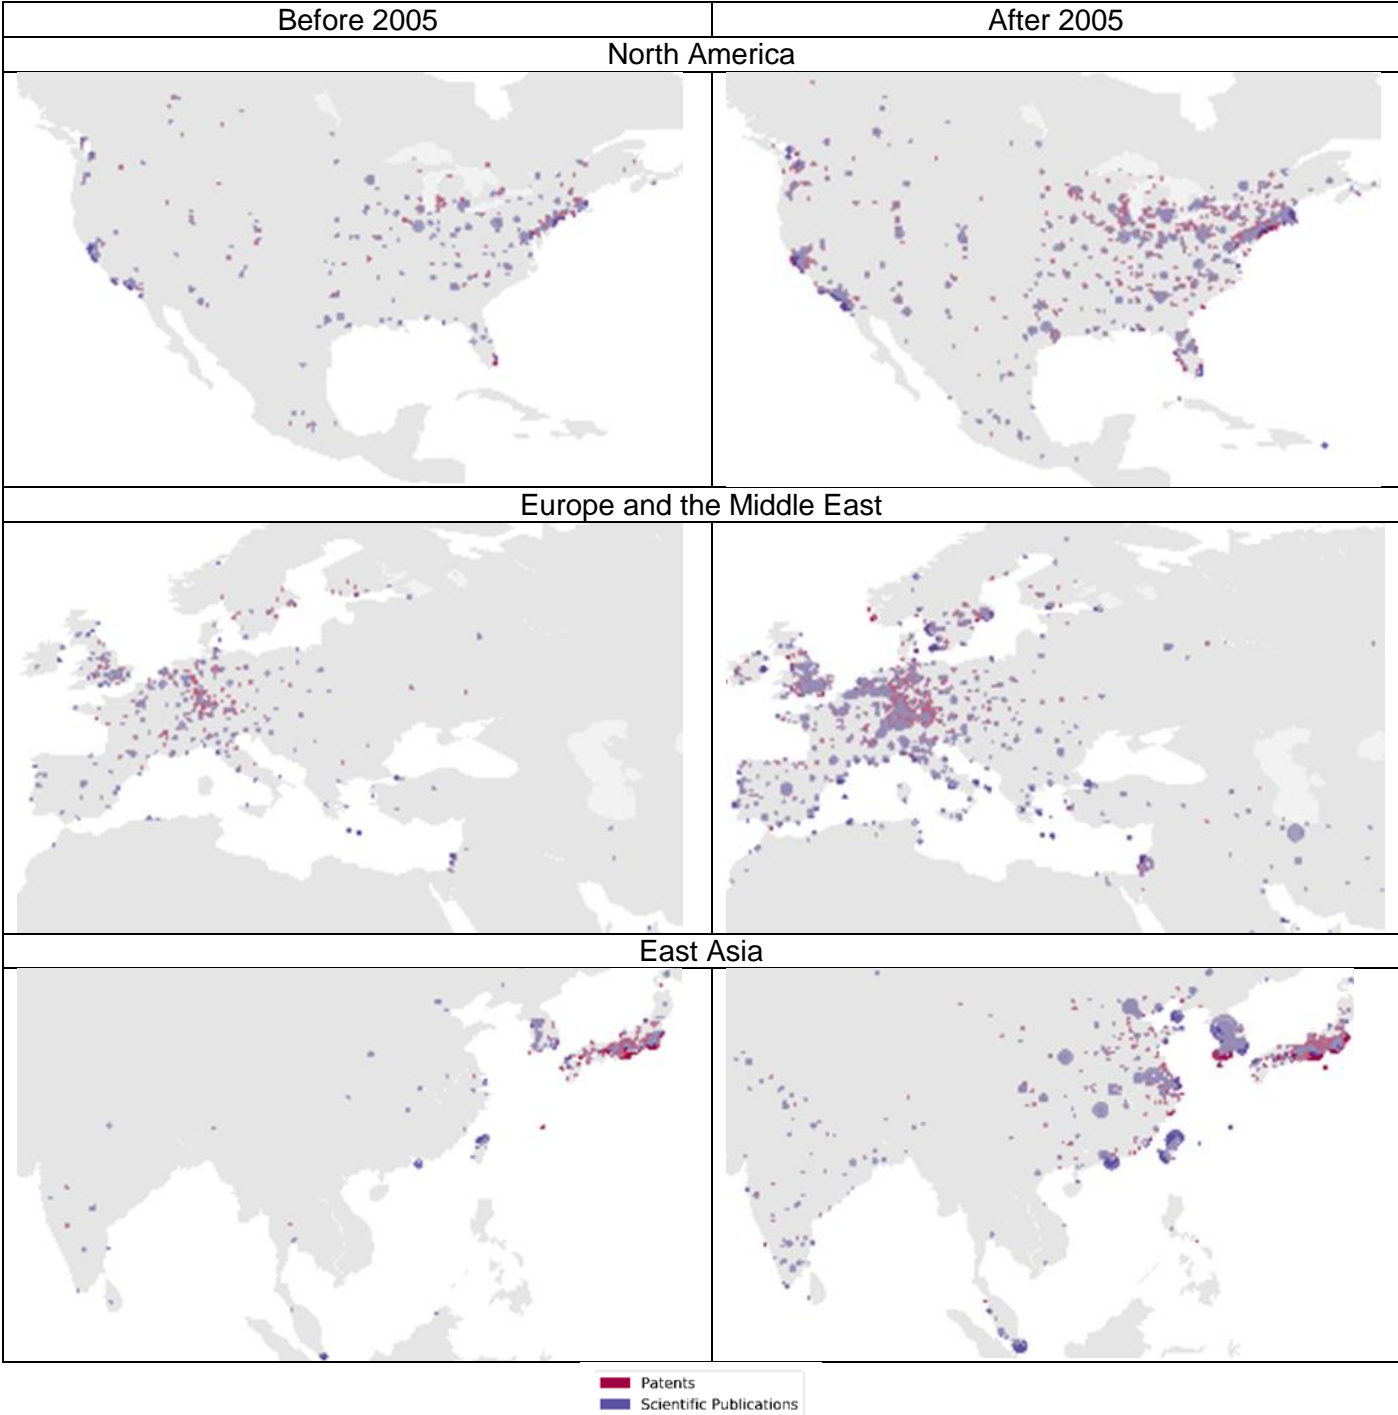 Before 2005
After 2005
North America
Europe and the Middle East
East Asia
Patents
Scientific Publications